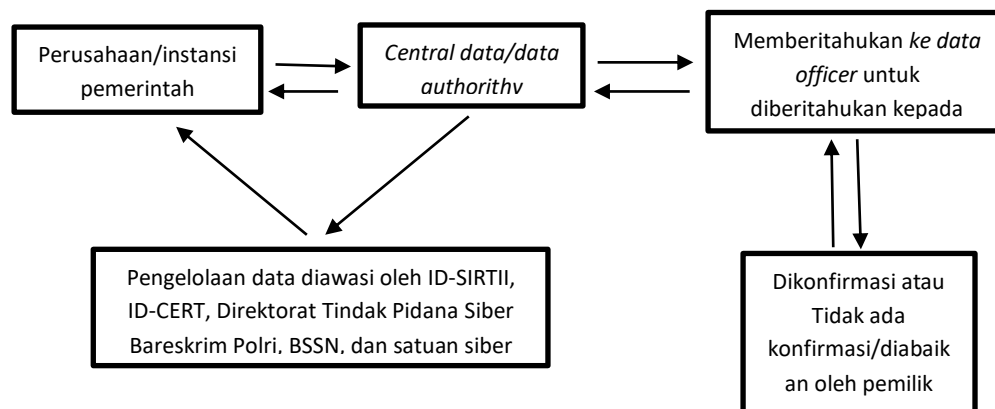 Perusahaan/instansi
pemerintah
Central data/data
authority
Memberitahukan ke data
officer untuk
diberitahukan kepada
Pengelolaan data diawasi oleh ID-SIRTII,
ID-CERT, Direktorat Tindak Pidana Siber
Bareskrim Polri, BSSN, dan satuan siber
Dikonfirmasi atau
Tidak ada
konfirmasi/diabaik
an oleh pemilik